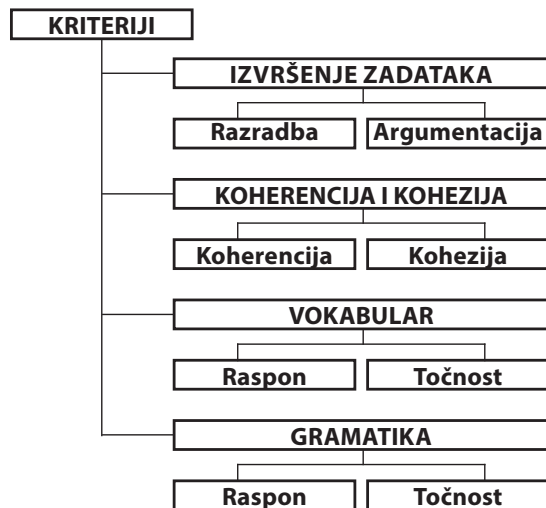 KRITERIJI
IZVRŠENJE ZADATAKA
Razradba Argumentacija
KOHERENCIJA I KOHEZIJA
Koherencija Kohezija
VOKABULAR
Raspon Točnost
GRAMATIKA
Raspon Točnost